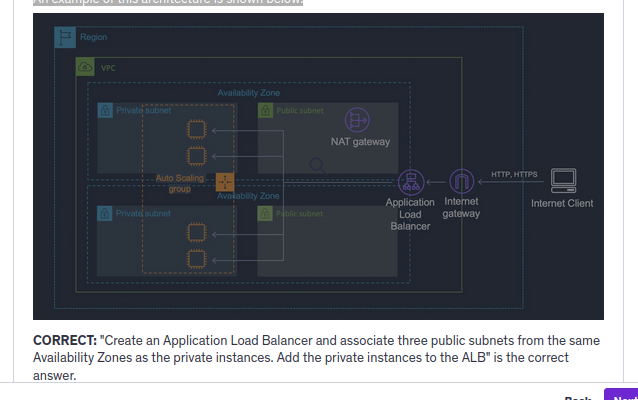 An example of this architecture is shown below.
Region
VPC
Availability Zone
Private subnet
Public subnet
NAT gateway
Auto Scaling
group
Availability Zone
HTTP, HTTPS
Application
Load
Balancer
Internet
gateway
Internet Client
Private subnet
Public subnet
CORRECT: "Create an Application Load Balancer and associate three public subnets from the same
Availability Zones as the private instances. Add the private instances to the ALB" is the correct
answer.